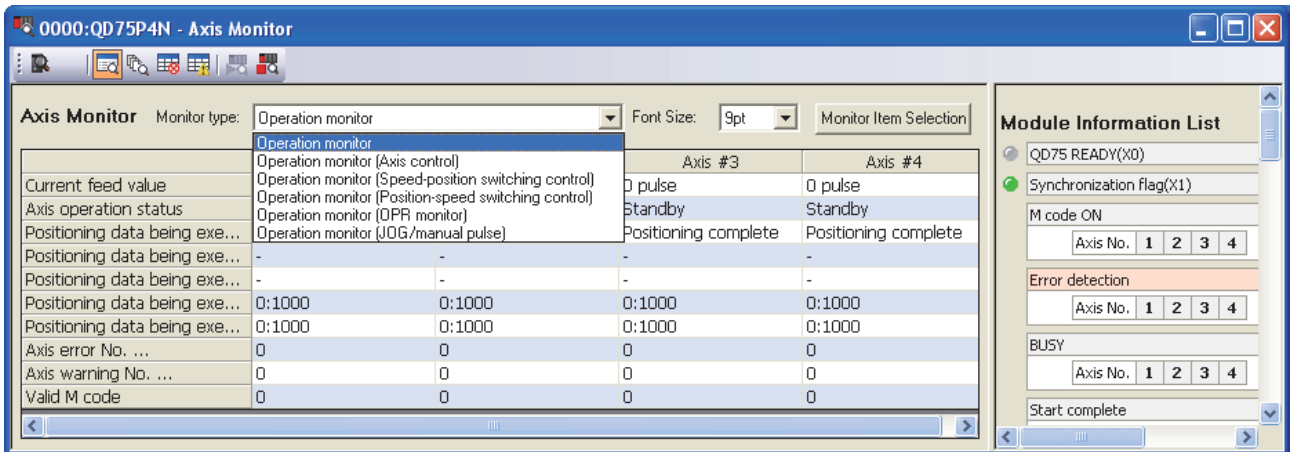 0000:QD75P4N - Axis Monitor
Axis Monitor Monitor type: Operation monitor Font Size: 9pt Monitor Item Selection
Operation monitor
Operation monitor (Axis control)
Operation monitor (Speed-position switching control)
Operation monitor (Position-speed switching control)
Operation monitor (OPR monitor)
Operation monitor (JOG/manual pulse)
Axis #3 Axis #4
Current feed value 0 pulse 0 pulse
Axis operation status Standby Standby
Positioning data being exe... Positioning complete Positioning complete
Positioning data being exe... - - - -
Positioning data being exe... - - - -
Positioning data being exe... 0:1000 0:1000 0:1000 0:1000
Positioning data being exe... 0:1000 0:1000 0:1000 0:1000
Axis error No. ... 0 0 0 0
Axis warning No. ... 0 0 0 0
Valid M code 0 0 0 0
Module Information List
QD75 READY(X0)
Synchronization flag(X1)
M code ON
Axis No. 1 2 3 4
Error detection
Axis No. 1 2 3 4
BUSY
Axis No. 1 2 3 4
Start complete